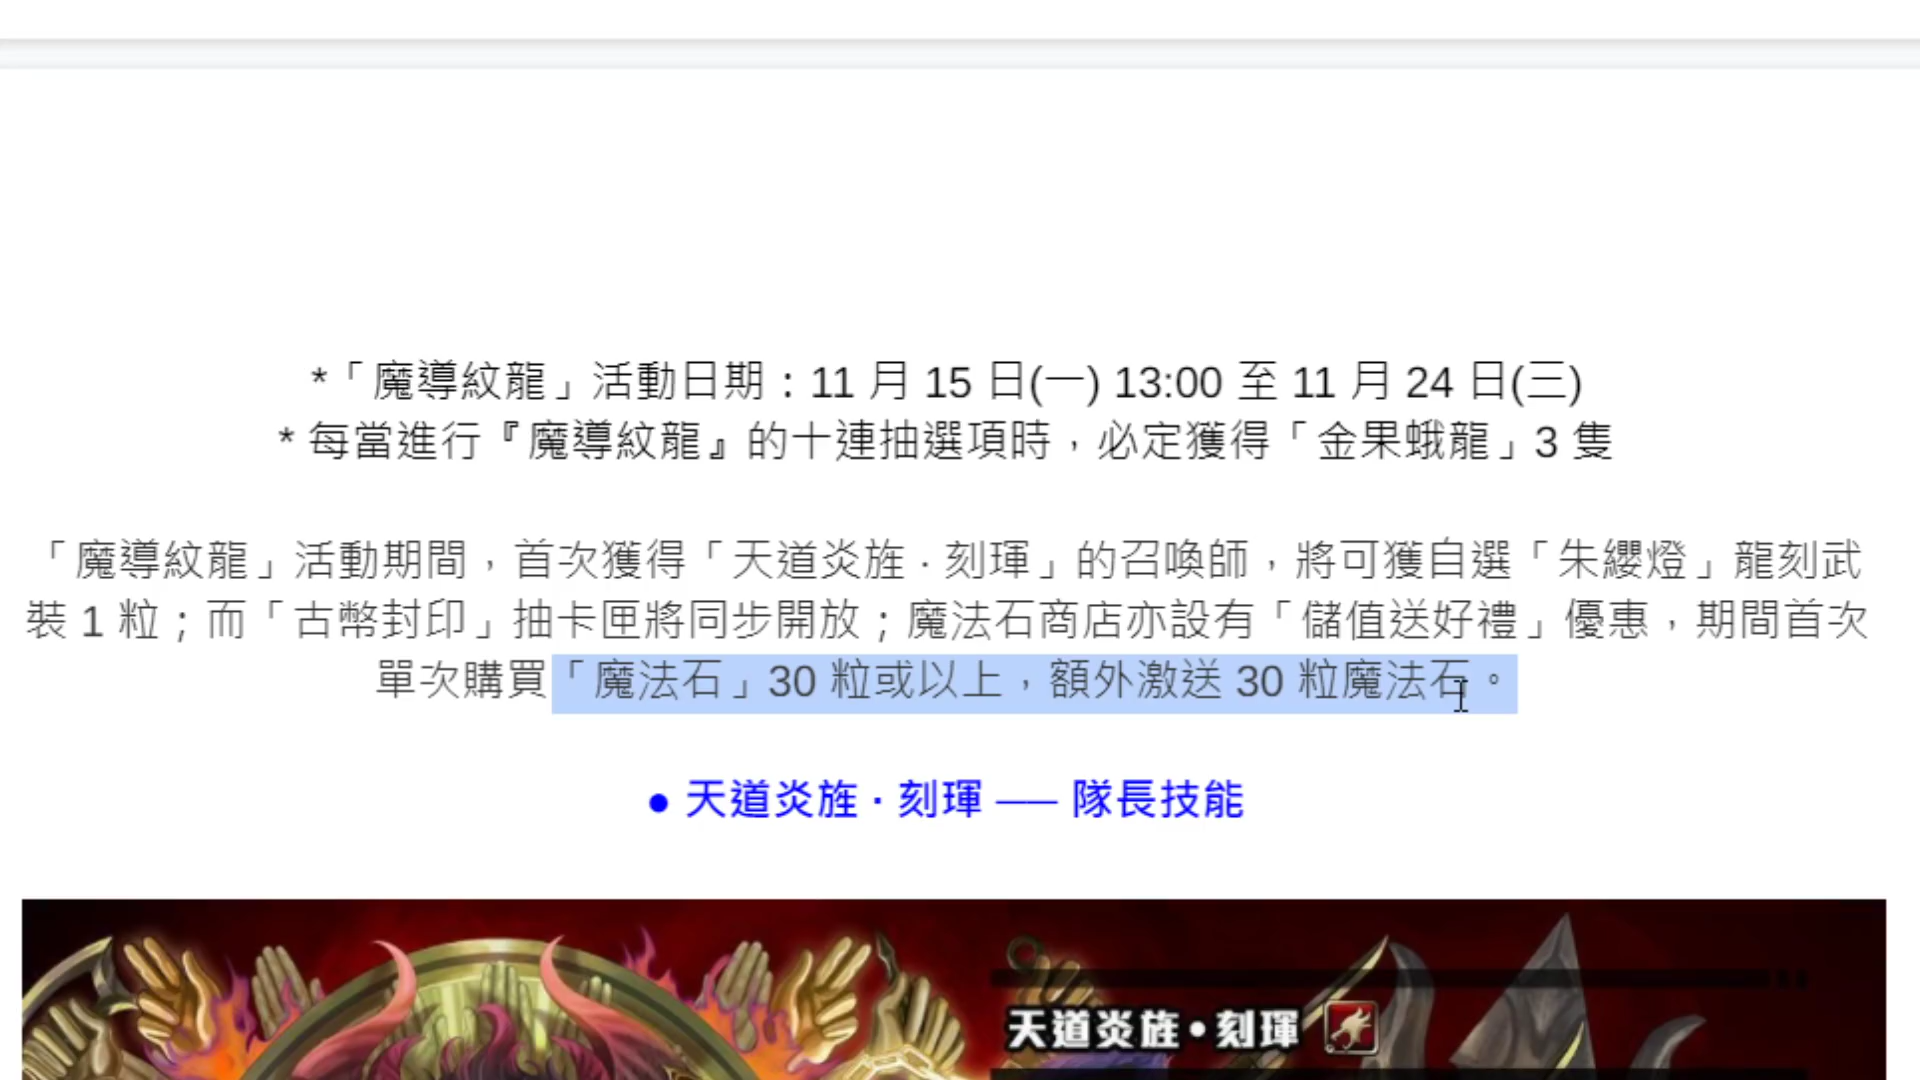 *「魔導紋龍」活動日期：11 月 15 日(一) 13:00 至 11 月 24 日(三)
* 每當進行『魔導紋龍』的十連抽選項時，必定獲得「金果蛾龍」3 隻
「魔導紋龍」活動期間，首次獲得「天道炎旌 ‧ 刻琿」的召喚師，將可獲自選「朱纓燈」龍刻武
裝 1 粒；而「古幣封印」抽卡匣將同步開放；魔法石商店亦設有「儲值送好禮」優惠，期間首次
單次購買「魔法石」30 粒或以上，額外激送 30 粒魔法石。
● 天道炎旌 ‧ 刻琿 ── 隊長技能
天道炎旌•刻琿